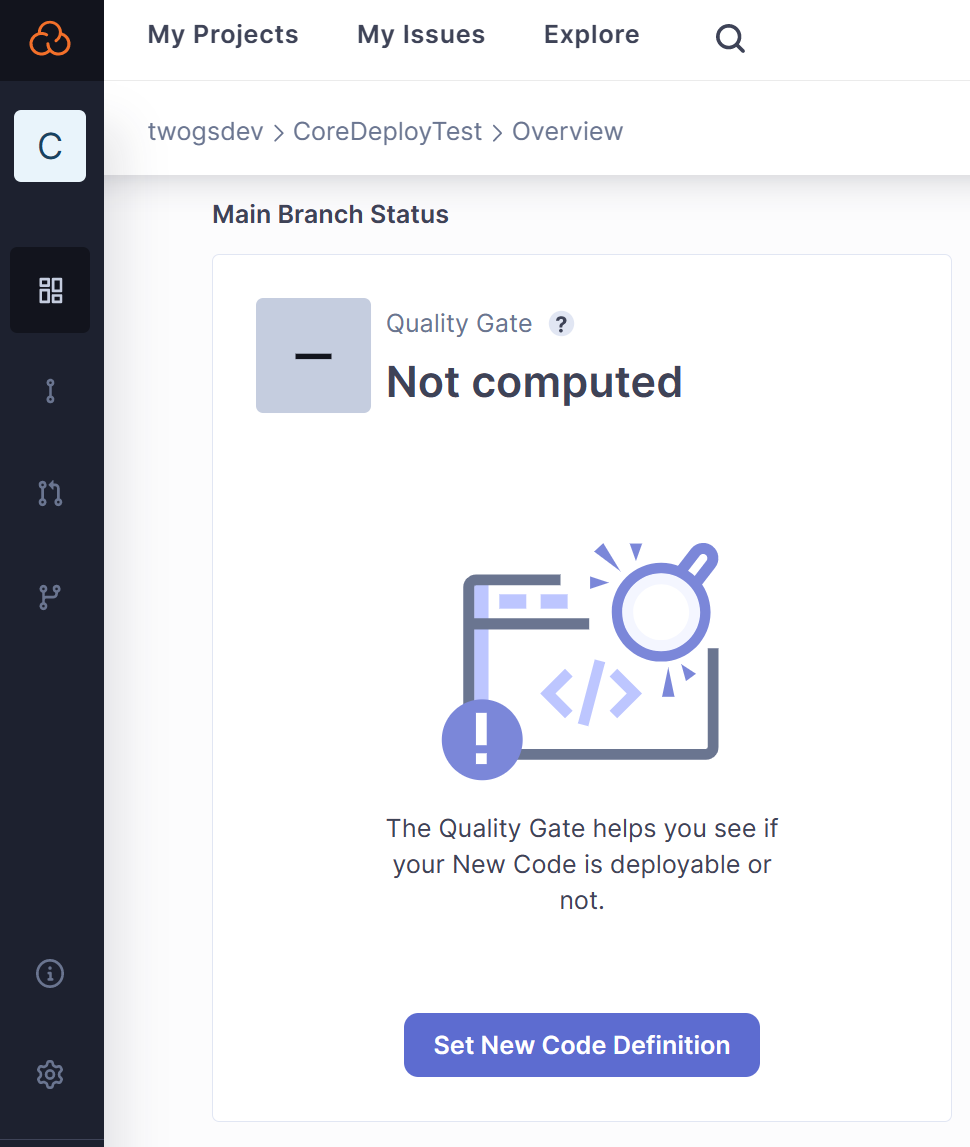 My Projects My Issues Explore
C
twogsdev > CoreDeployTest > Overview
Main Branch Status
Quality Gate ?
Not computed
The Quality Gate helps you see if
your New Code is deployable or
not.
Set New Code Definition